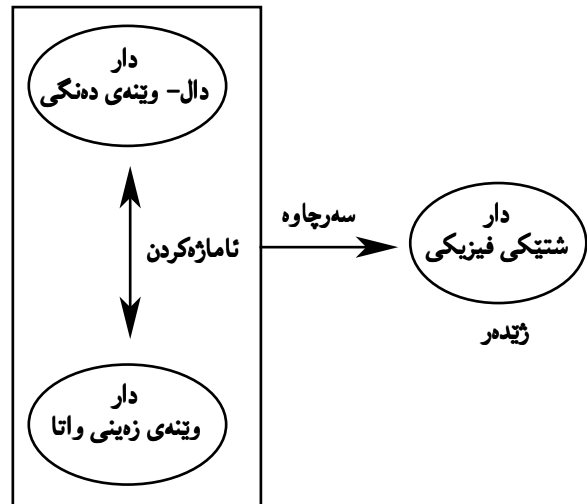 دار
دال- وێنەی دەنگی
ئاماژەکردن
دار
وێنەی زەینی واتا
سەرچاوە
دار
شتێکی فیزیکی
ژێدەر